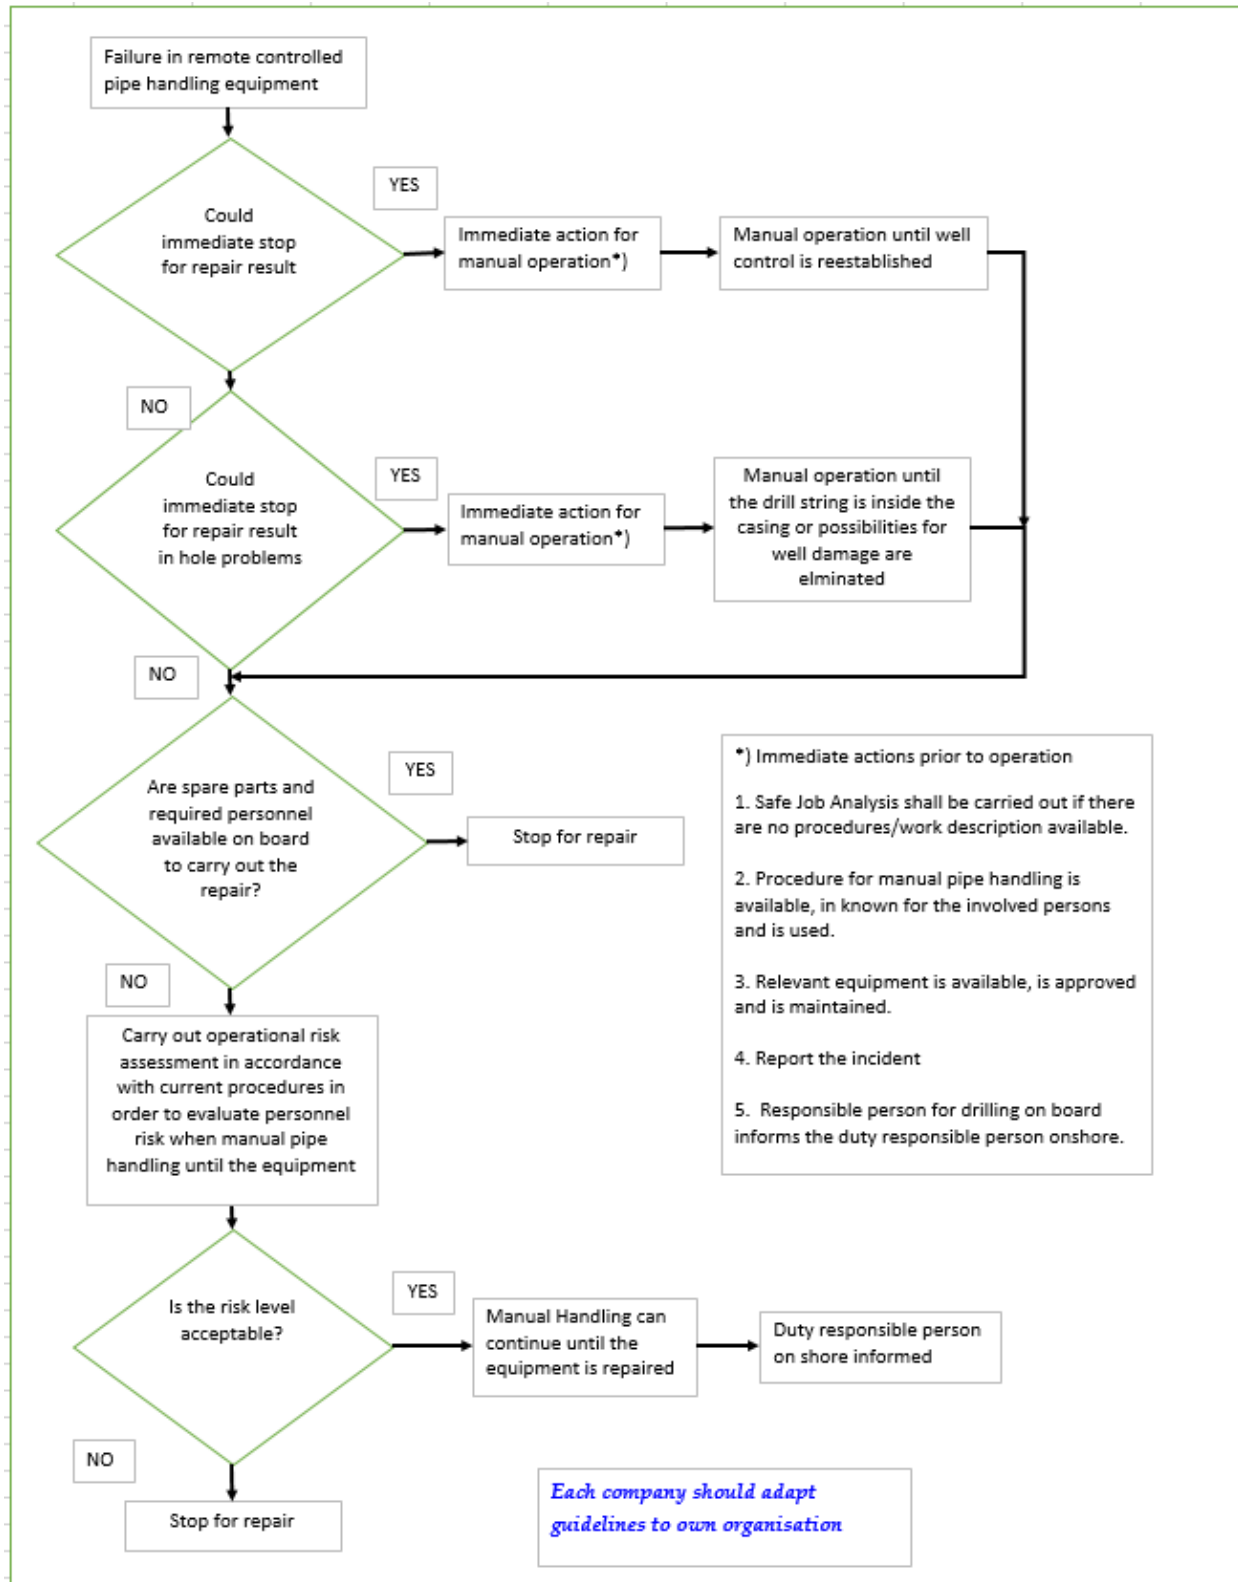 Failure in remote controlled
pipe handling equipment
Could
immediate stop
for repair result
YES
Immediate action for
manual operation*)
Manual operation until well
control is reestablished
NO
Could
immediate stop
for repair result
in hole problems
YES
Immediate action for
manual operation*)
Manual operation until
the drill string is inside the
casing or possibilities for
well damage are
elminated
NO
Are spare parts and
required personnel
available on board
to carry out the
repair?
YES
Stop for repair
*) Immediate actions prior to operation
1. Safe Job Analysis shall be carried out if there
are no procedures/work description available.
2. Procedure for manual pipe handling is
available, in known for the involved persons
and is used.
3. Relevant equipment is available, is approved
and is maintained.
4. Report the incident
5. Responsible person for drilling on board
informs the duty responsible person onshore.
NO
Carry out operational risk
assessment in accordance
with current procedures in
order to evaluate personnel
risk when manual pipe
handling until the equipment
Is the risk level
acceptable?
YES
Manual Handling can
continue until the
equipment is repaired
Duty responsible person
on shore informed
NO
Stop for repair
Each company should adapt
guidelines to own organisation